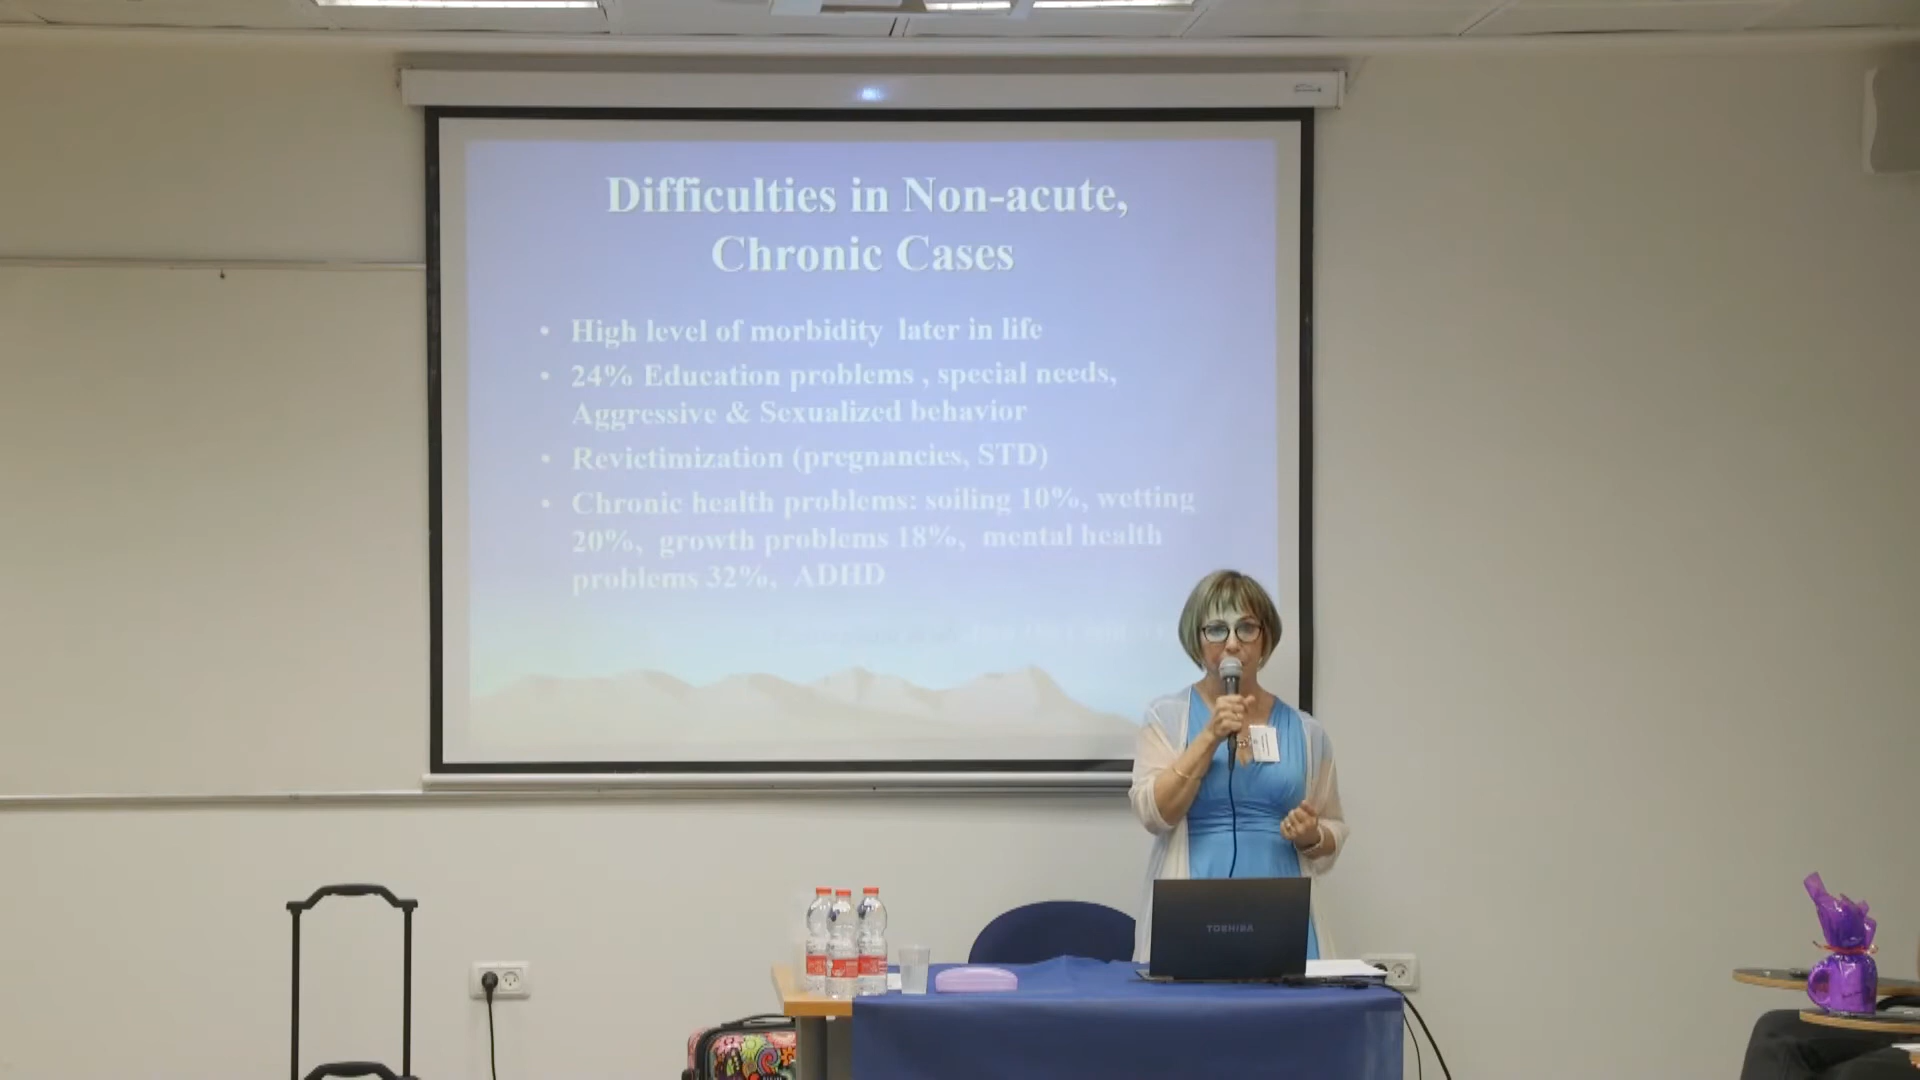 Difficulties in Non-acute,
Chronic Cases
• High level of morbidity later in life
• 24% Education problems , special needs,
Aggressive & Sexualized behavior
• Revictimization (pregnancies, STD)
• Chronic health problems: soiling 10%, wetting
20%, growth problems 18%, mental health
problems 32%, ADHD
TOSHIBA